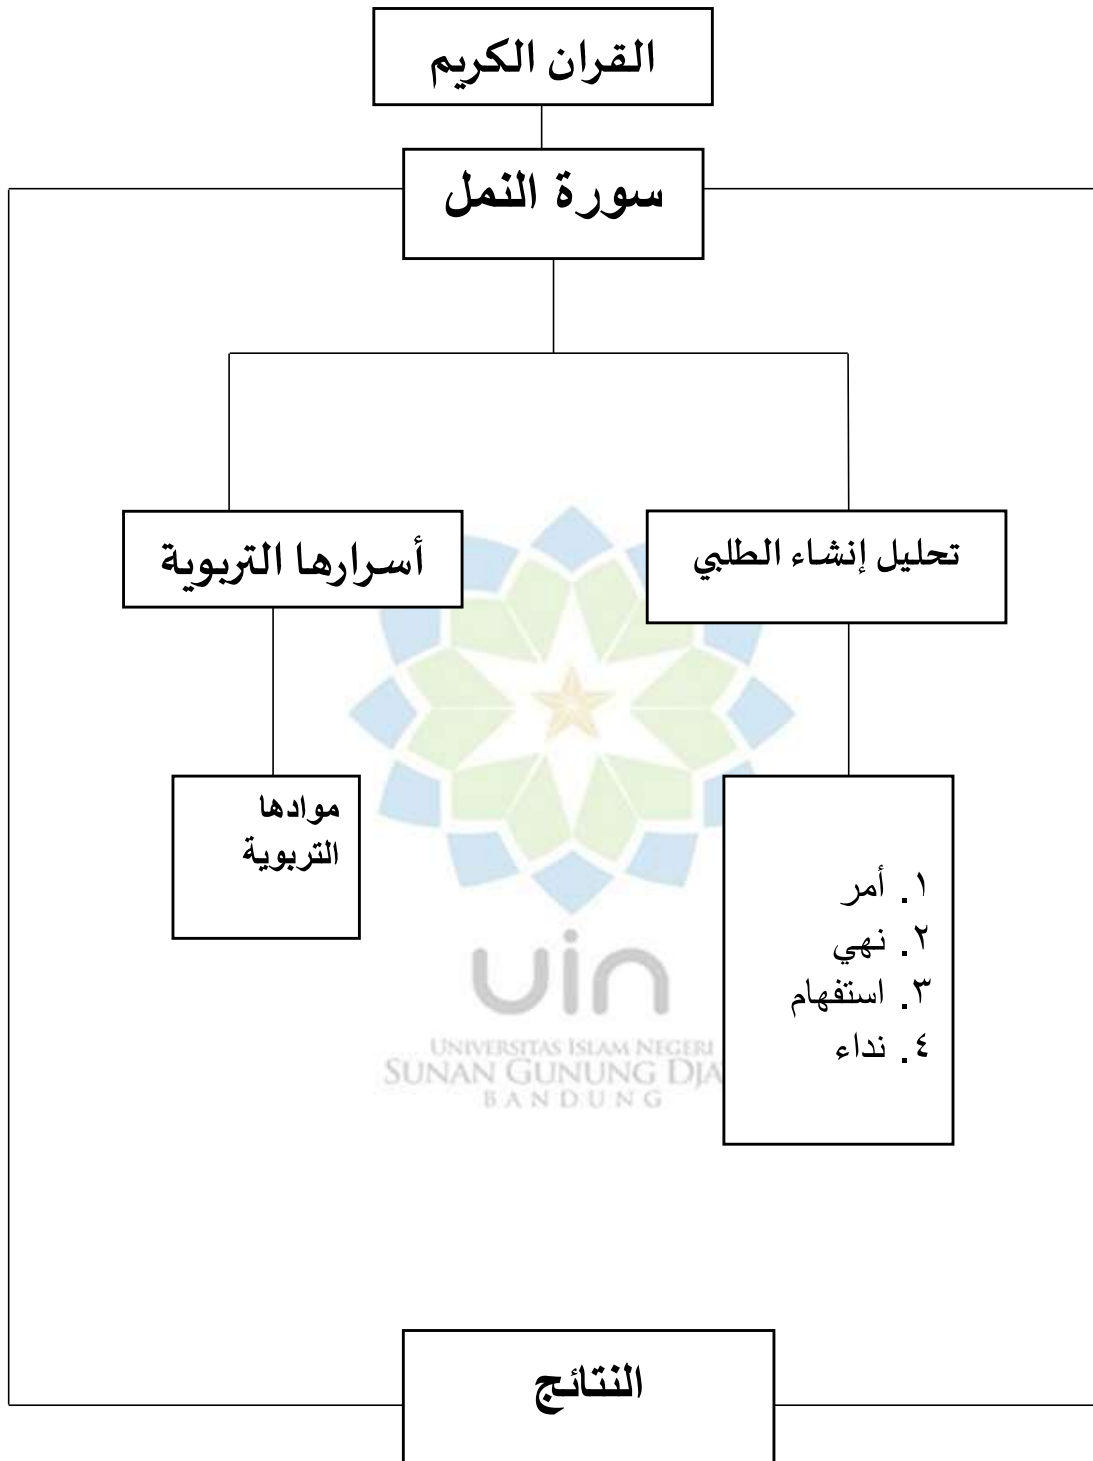 القران الكريم
سورة النمل
تحليل إنشاء الطلبي
أسرارها التربوية
١. أمر
٢. نهي
٣. استفهام
٤. نداء
موادها
التربوية
uin
UNIVERSITAS ISLAM NEGERI
SUNAN GUNUNG DJA
BANDUNG
النتائج